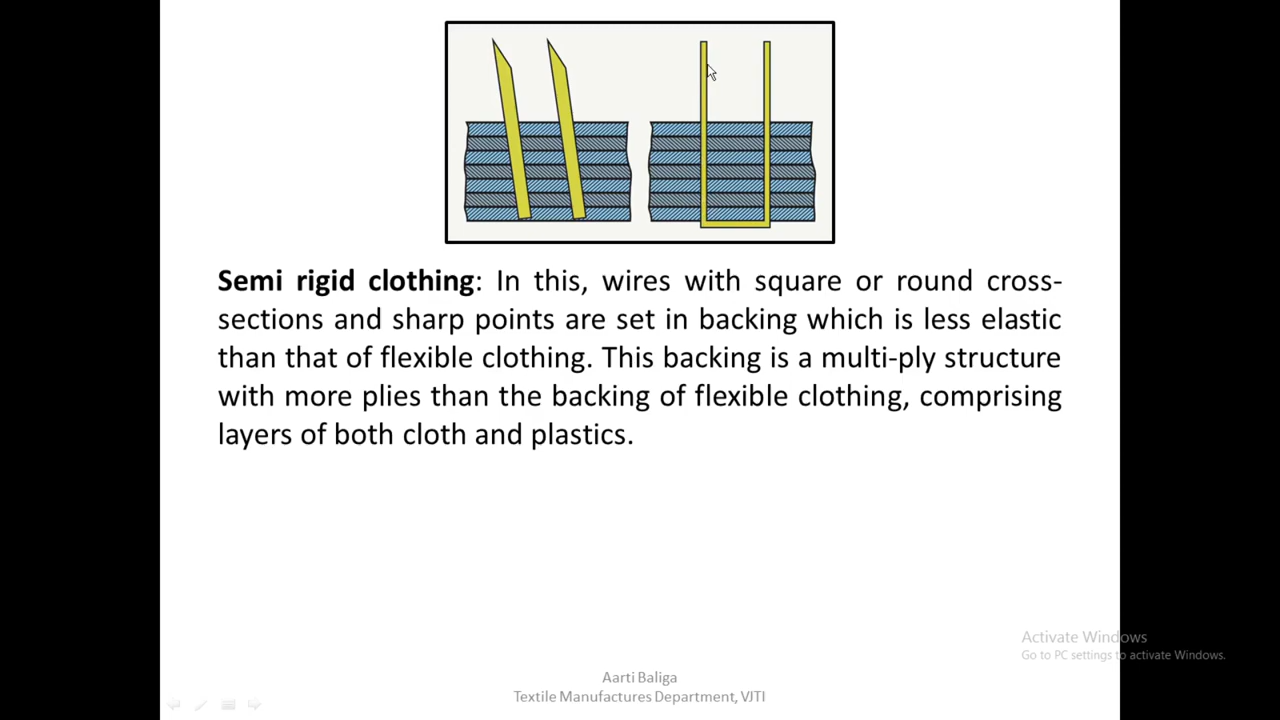 Semi rigid clothing: In this, wires with square or round cross-
sections and sharp points are set in backing which is less elastic
than that of flexible clothing. This backing is a multi-ply structure
with more plies than the backing of flexible clothing, comprising
layers of both cloth and plastics.
Activate Windows
Go to PC settings to activate Windows.
Aarti Baliga
Textile Manufactures Department, VJTI